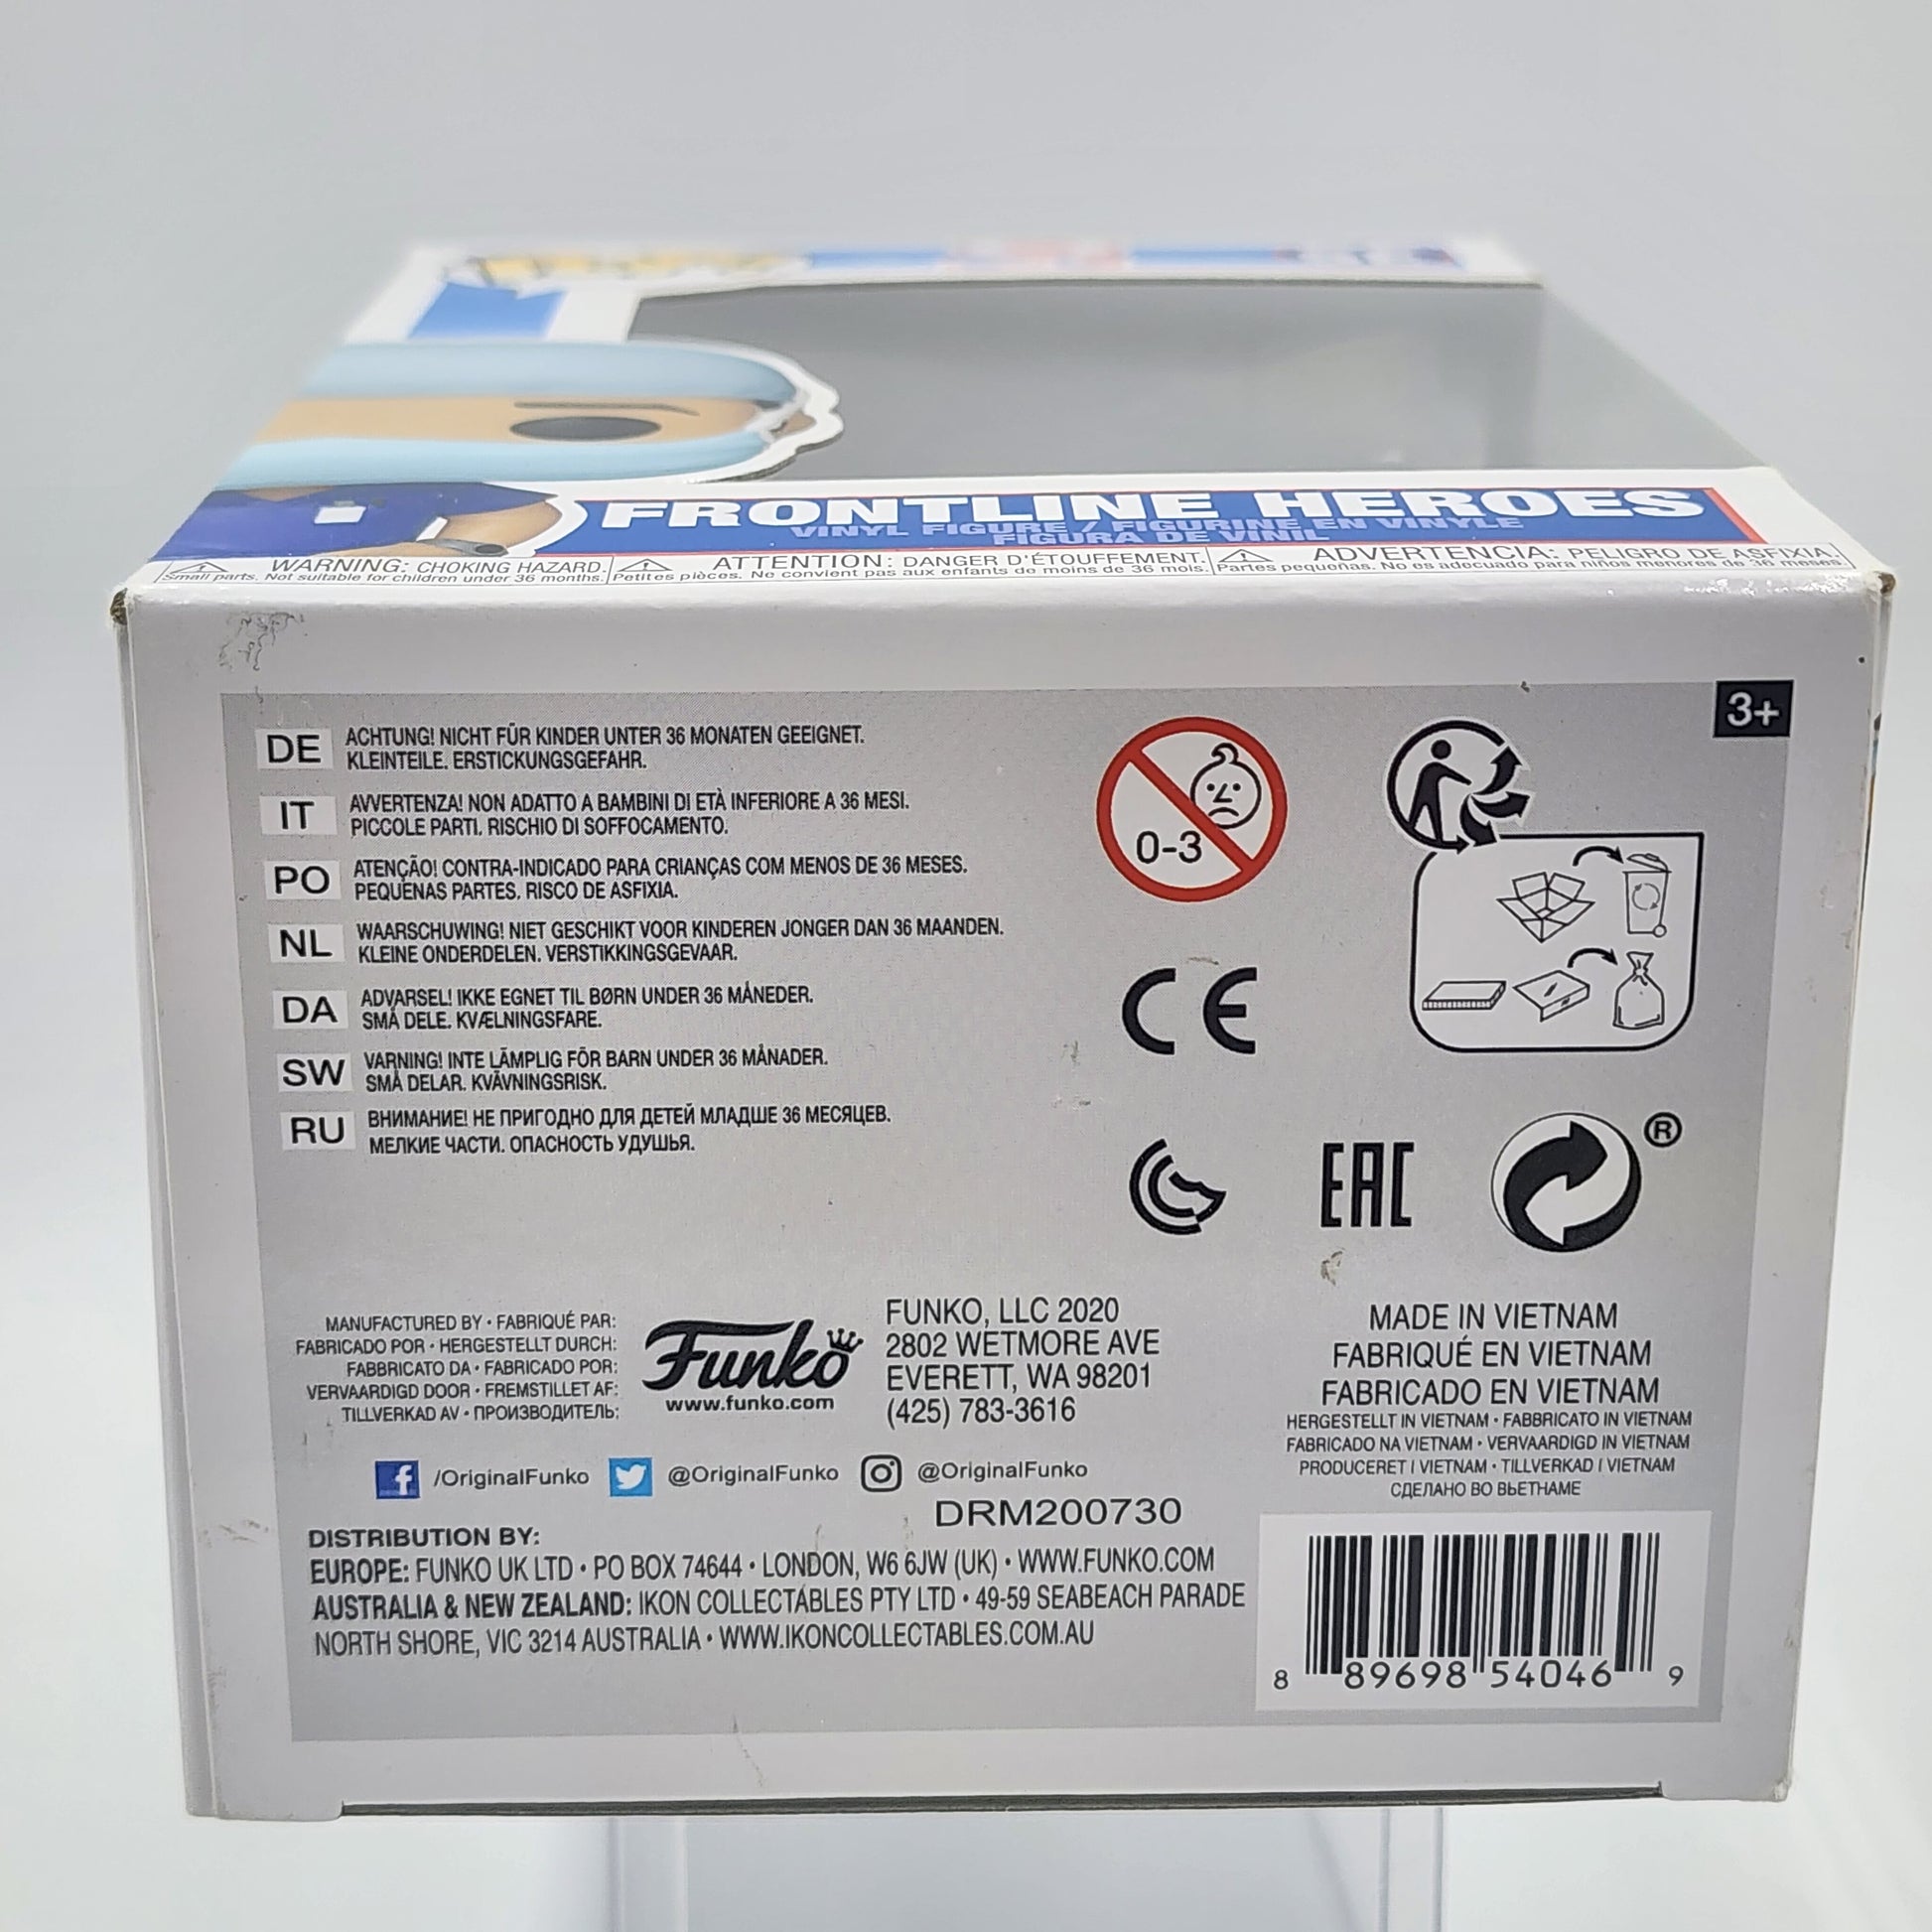 FRONTLINE HEROES
VINYL FIGURE / FIGURINE EN VINYLE
FIGURA DE VINIL
WARNING: CHOKING HAZARD.
Small parts. Not suitable for children under 36 months.
ATTENTION: DANGER D'ÉTOUFFEMENT.
Petites pièces. Ne convient pas aux enfants de moins de 36 mois.
ADVERTENCIA: PELIGRO DE ASFIXIA.
Partes pequeñas. No es adecuado para niños menores de 36 meses.
3+
DE ACHTUNG! NICHT FÜR KINDER UNTER 36 MONATEN GEEIGNET.
KLEINTEILE. ERSTICKUNGSGEFAHR.
IT AVVERTENZA! NON ADATTO A BAMBINI DI ETÀ INFERIORE A 36 MESI.
PICCOLE PARTI. RISCHIO DI SOFFOCAMENTO.
PO ATENÇÃO! CONTRA-INDICADO PARA CRIANÇAS COM MENOS DE 36 MESES.
PEQUENAS PARTES. RISCO DE ASFIXIA.
NL WAARSCHUWING! NIET GESCHIKT VOOR KINDEREN JONGER DAN 36 MAANDEN.
KLEINE ONDERDELEN. VERSTIKKINGSGEVAAR.
DA ADVARSEL! IKKE EGNET TIL BØRN UNDER 36 MÅNEDER.
SMÅ DELE. KVÆLNINGSFARE.
SW VARNING! INTE LÄMPLIG FÖR BARN UNDER 36 MÅNADER.
SMÅ DELAR. KVÄVNINGSRISK.
RU ВНИМАНИЕ! НЕ ПРИГОДНО ДЛЯ ДЕТЕЙ МЛАДШЕ 36 МЕСЯЦЕВ.
МЕЛКИЕ ЧАСТИ. ОПАСНОСТЬ УДУШЬЯ.
0-3
CE
EAC
®
MANUFACTURED BY • FABRIQUÉ PAR:
FABRICADO POR • HERGESTELLT DURCH:
FABBRICATO DA • FABRICADO POR:
VERVAARDIGD DOOR • FREMSTILLET AF:
TILLVERKAD AV • ПРОИЗВОДИТЕЛЬ:
Funko
www.funko.com
FUNKO, LLC 2020
2802 WETMORE AVE
EVERETT, WA 98201
(425) 783-3616
MADE IN VIETNAM
FABRIQUÉ EN VIETNAM
FABRICADO EN VIETNAM
HERGESTELLT IN VIETNAM • FABBRICATO IN VIETNAM
FABRICADO NA VIETNAM • VERVAARDIGD IN VIETNAM
PRODUCERET I VIETNAM • TILLVERKAD I VIETNAM
СДЕЛАНО ВО ВЬЕТНАМЕ
/OriginalFunko @OriginalFunko @OriginalFunko
DRM200730
DISTRIBUTION BY:
EUROPE: FUNKO UK LTD • PO BOX 74644 • LONDON, W6 6JW (UK) • WWW.FUNKO.COM
AUSTRALIA & NEW ZEALAND: IKON COLLECTABLES PTY LTD • 49-59 SEABEACH PARADE
NORTH SHORE, VIC 3214 AUSTRALIA • WWW.IKONCOLLECTABLES.COM.AU
8 89698 54046 9